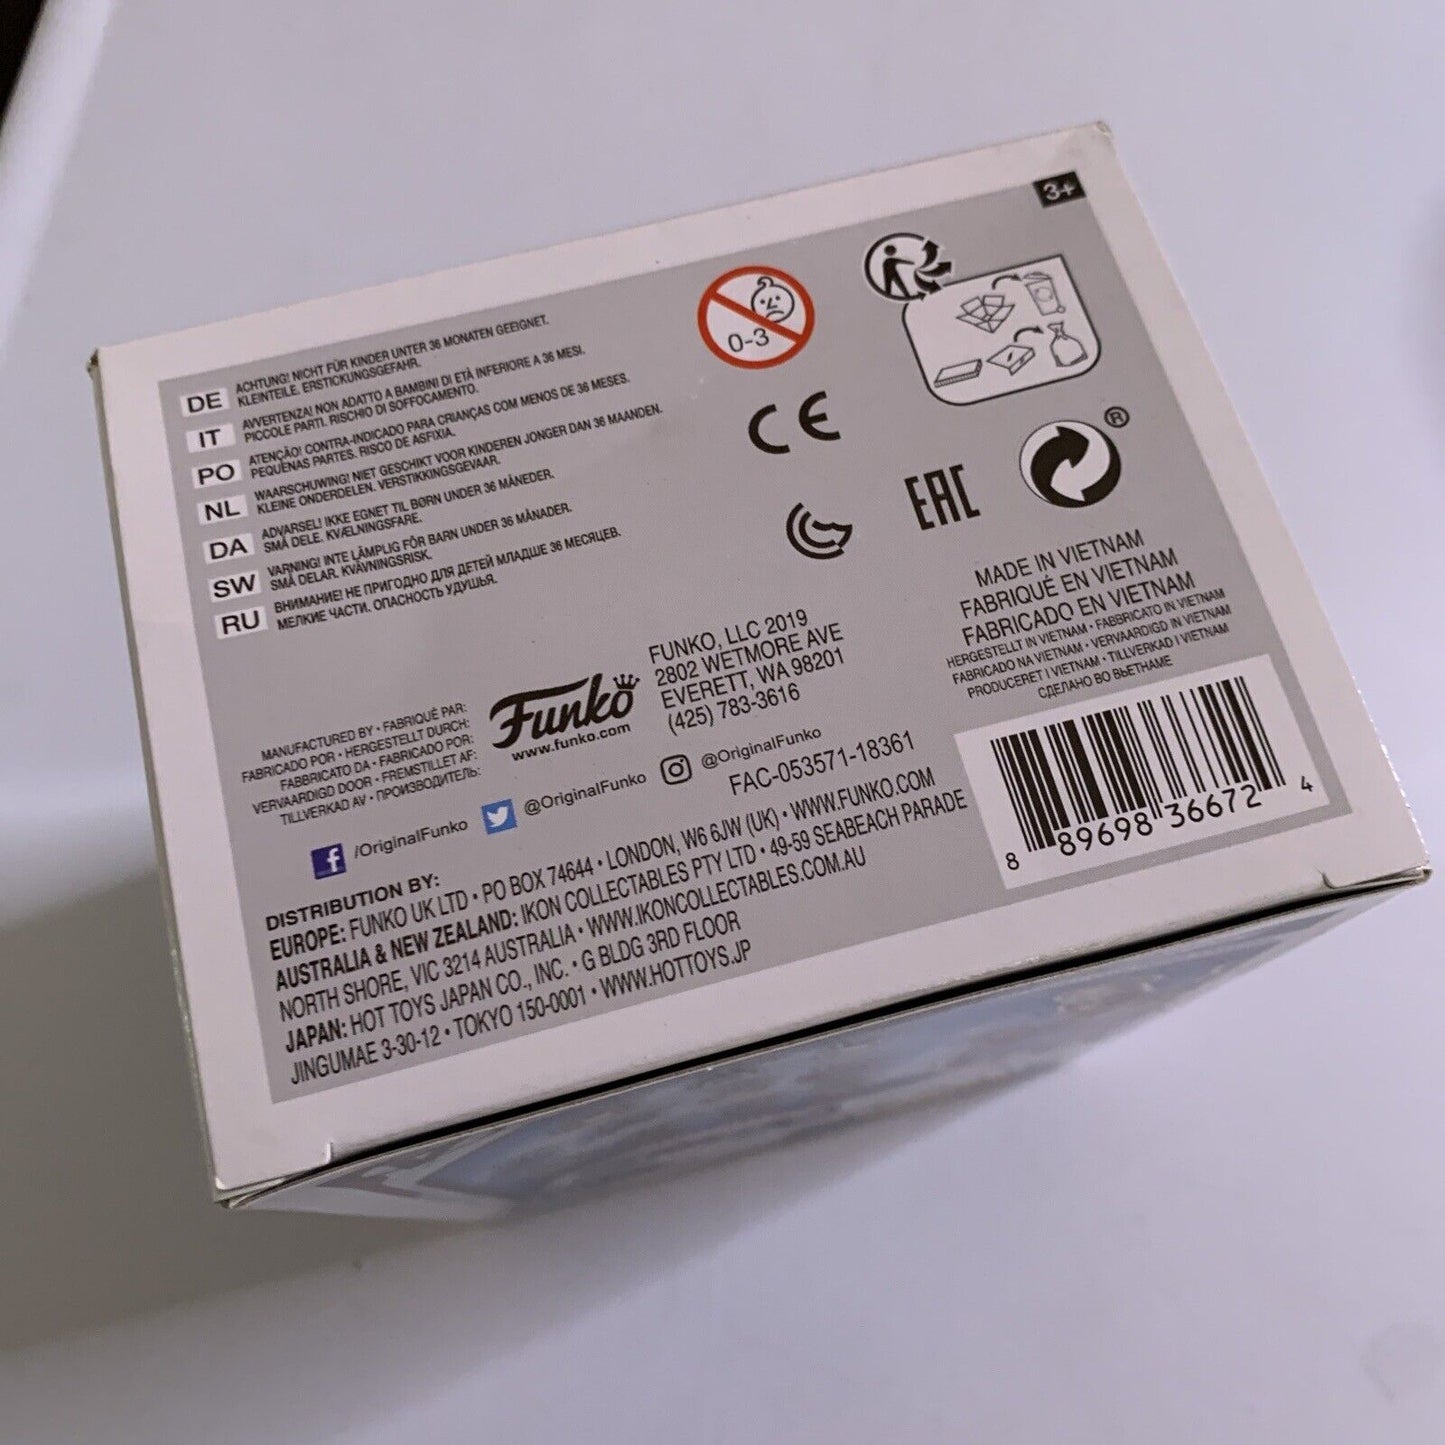 3+
0-3
DE ACHTUNG! NICHT FÜR KINDER UNTER 36 MONATEN GEEIGNET.
KLEINTEILE. ERSTICKUNGSGEFAHR.
IT AVVERTENZA! NON ADATTO A BAMBINI DI ETÀ INFERIORE A 36 MESI.
PICCOLE PARTI. RISCHIO DI SOFFOCAMENTO.
PO ATENÇÃO! CONTRA-INDICADO PARA CRIANÇAS COM MENOS DE 36 MESES.
PEQUENAS PARTES. RISCO DE ASFIXIA.
NL WAARSCHUWING! NIET GESCHIKT VOOR KINDEREN JONGER DAN 36 MAANDEN.
KLEINE ONDERDELEN. VERSTIKKINGSGEVAAR.
DA ADVARSEL! IKKE EGNET TIL BØRN UNDER 36 MÅNEDER.
SMÅ DELE. KVÆLNINGSFARE.
SW VARNING! INTE LÄMPLIG FÖR BARN UNDER 36 MÅNADER.
SMÅ DELAR. KVÄVNINGSRISK.
RU ВНИМАНИЕ! НЕ ПРИГОДНО ДЛЯ ДЕТЕЙ МЛАДШЕ 36 МЕСЯЦЕВ.
МЕЛКИЕ ЧАСТИ. ОПАСНОСТЬ УДУШЬЯ.
CE
EAC
®
MADE IN VIETNAM
FABRIQUÉ EN VIETNAM
FABRICADO EN VIETNAM
HERGESTELLT IN VIETNAM • FABBRICATO IN VIETNAM
FABRICADO NA VIETNAM • VERVAARDIGD IN VIETNAM
PRODUCERET I VIETNAM • TILLVERKAD I VIETNAM
СДЕЛАНО ВО ВЬЕТНАМЕ
MANUFACTURED BY • FABRIQUÉ PAR:
FABRICADO POR • HERGESTELLT DURCH:
FABBRICATO DA • FABRICADO POR:
VERVAARDIGD DOOR • FREMSTILLET AF:
TILLVERKAD AV • ПРОИЗВОДИТЕЛЬ:
Funko
www.funko.com
FUNKO, LLC 2019
2802 WETMORE AVE
EVERETT, WA 98201
(425) 783-3616
f /OriginalFunko @OriginalFunko @OriginalFunko
FAC-053571-18361
DISTRIBUTION BY:
EUROPE: FUNKO UK LTD • PO BOX 74644 • LONDON, W6 6JW (UK) • WWW.FUNKO.COM
AUSTRALIA & NEW ZEALAND: IKON COLLECTABLES PTY LTD • 49-59 SEABEACH PARADE
NORTH SHORE, VIC 3214 AUSTRALIA • WWW.IKONCOLLECTABLES.COM.AU
JAPAN: HOT TOYS JAPAN CO., INC. • G BLDG 3RD FLOOR
JINGUMAE 3-30-12 • TOKYO 150-0001 • WWW.HOTTOYS.JP
8 89698 36672 4